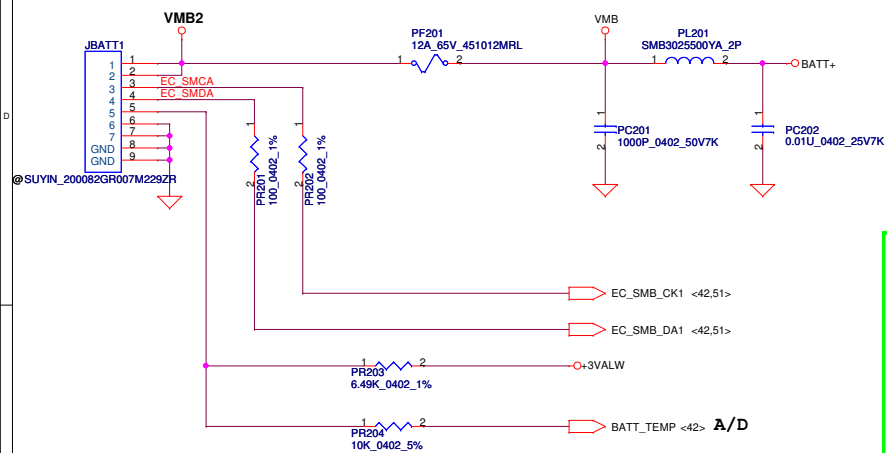 VMB2
JBATT1
1 1
2 2
3 3 EC_SMCA
4 4 EC_SMDA
5 5
6 6
7 7
GND 8
GND 9
@SUYIN_200082GR007M229ZR
PF201
12A_65V_451012MRL
1 2
VMB
PL201
SMB3025500YA_2P
1 2
BATT+
1
2
PC201
1000P_0402_50V7K
1
2
PC202
0.01U_0402_25V7K
D
1
2
PR201
100_0402_1%
1
2
PR202
100_0402_1%
EC_SMB_CK1 <42,51>
EC_SMB_DA1 <42,51>
1 2
PR203
6.49K_0402_1%
+3VALW
1 2
PR204
10K_0402_5%
BATT_TEMP <42> A/D